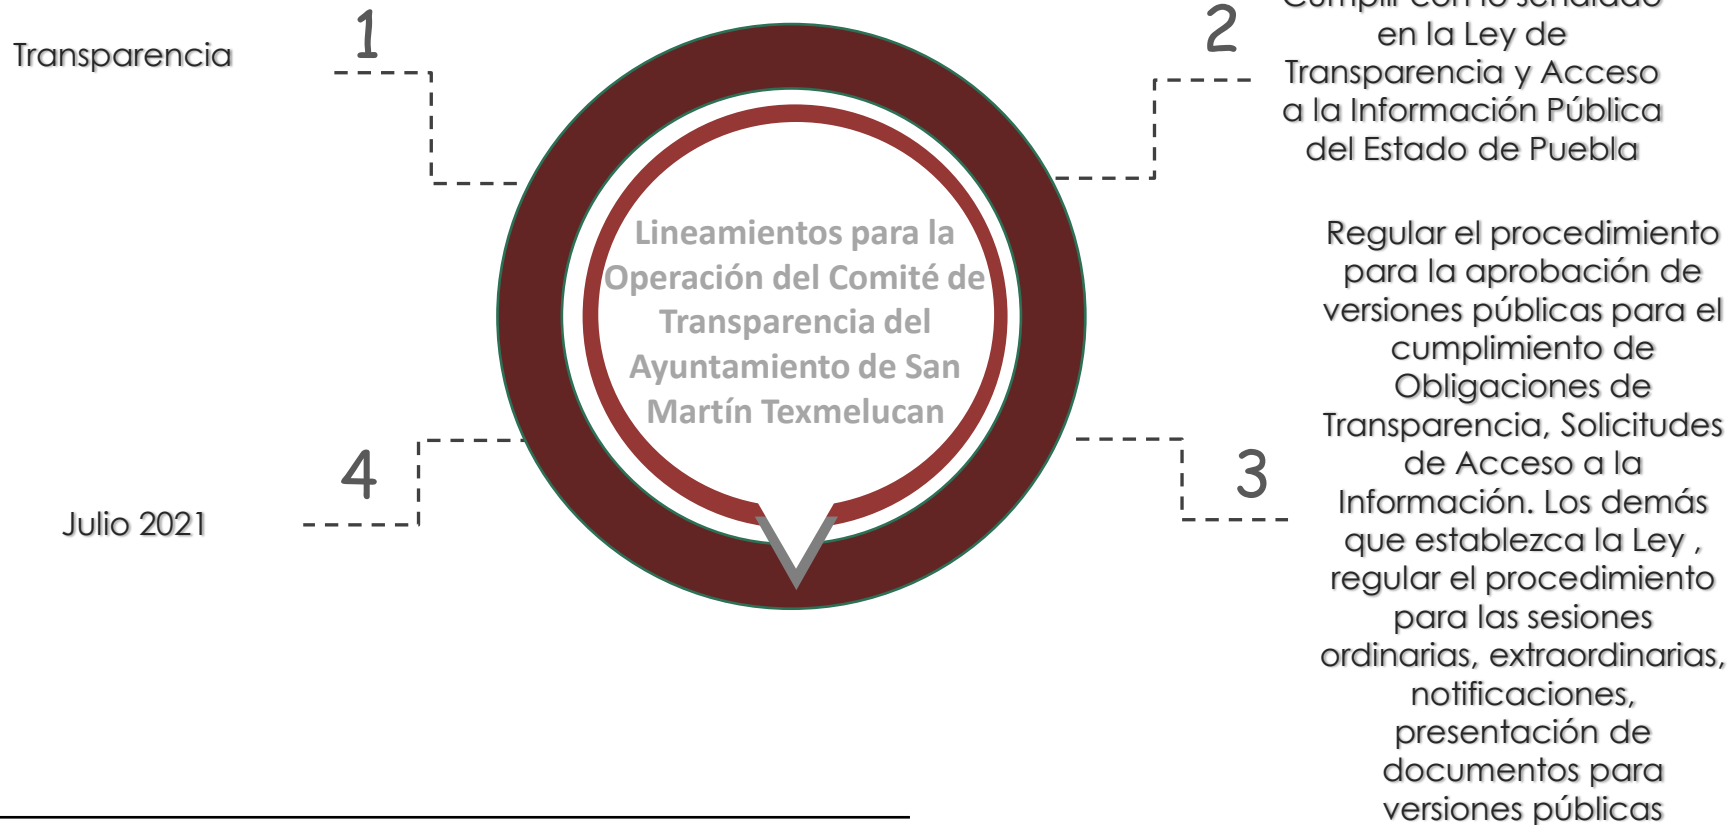 1
Transparencia
2
Cumplir con lo señalado
en la Ley de
Transparencia y Acceso
a la Información Pública
del Estado de Puebla
Lineamientos para la
Operación del Comité de
Transparencia del
Ayuntamiento de San
Martín Texmelucan
3
Regular el procedimiento
para la aprobación de
versiones públicas para el
cumplimiento de
Obligaciones de
Transparencia, Solicitudes
de Acceso a la
Información. Los demás
que establezca la Ley ,
regular el procedimiento
para las sesiones
ordinarias, extraordinarias,
notificaciones,
presentación de
documentos para
versiones públicas
4
Julio 2021